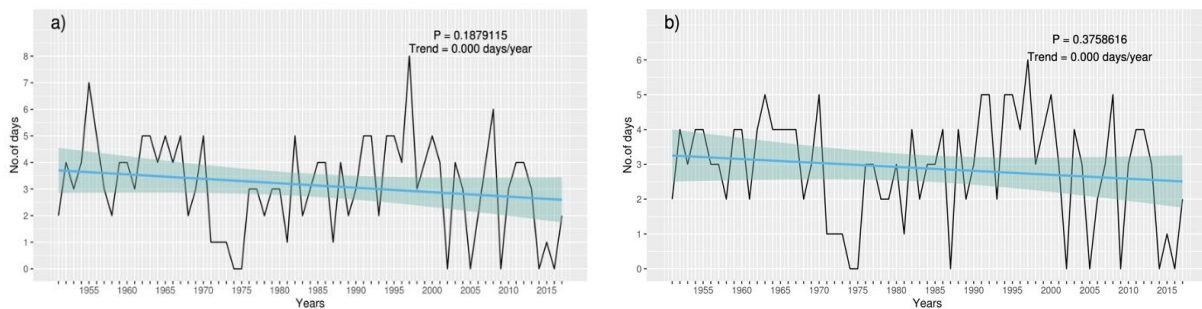 a)
P = 0.1879115
Trend = 0.000 days/year
8
7
6
5
4
3
2
1
0
No.of days
1955 1960 1965 1970 1975 1980 1985 1990 1995 2000 2005 2010 2015
Years
b)
P = 0.3758616
Trend = 0.000 days/year
6
5
4
3
2
1
0
No.of days
1955 1960 1965 1970 1975 1980 1985 1990 1995 2000 2005 2010 2015
Years